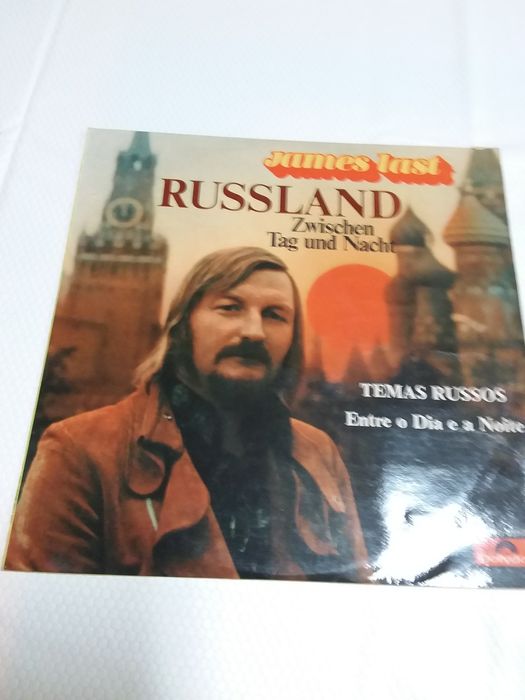 james last
RUSSLAND
Zwischen
Tag und Nacht
TEMAS RUSSOS
Entre o Dia e a Noite